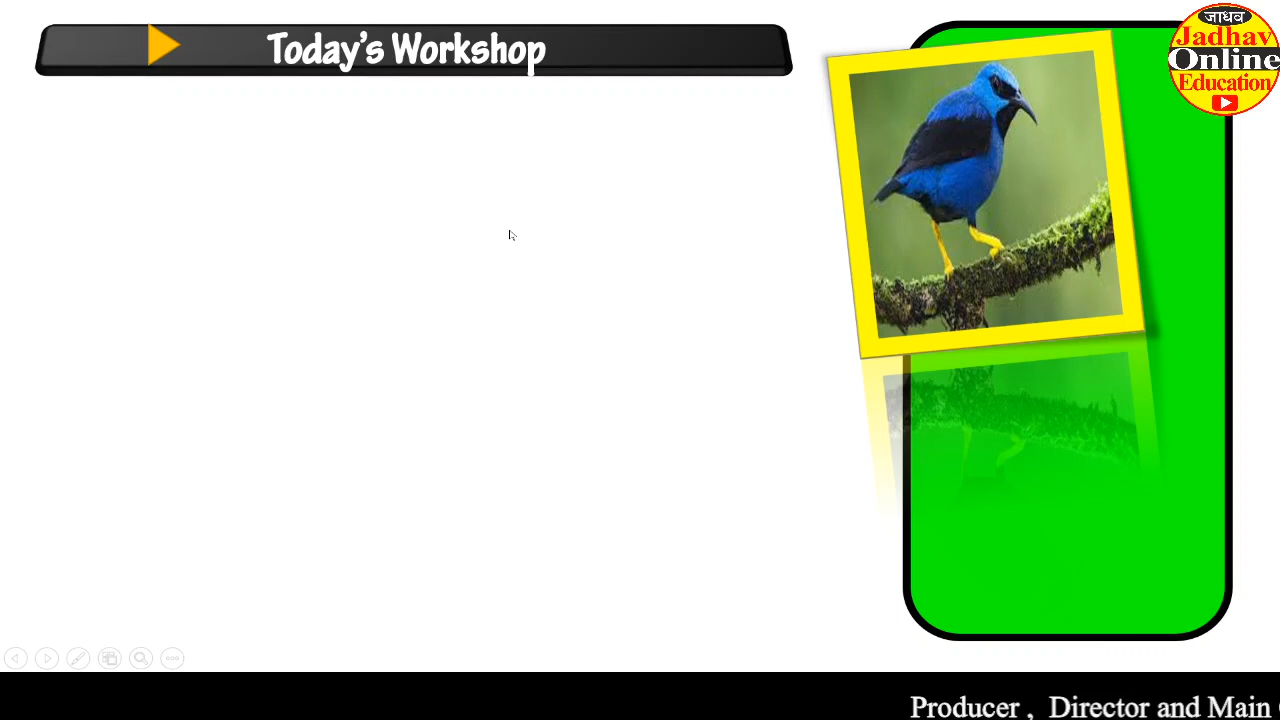 Today's Workshop
जाधव
Jadhav
Online
Education
Producer , Director and Main